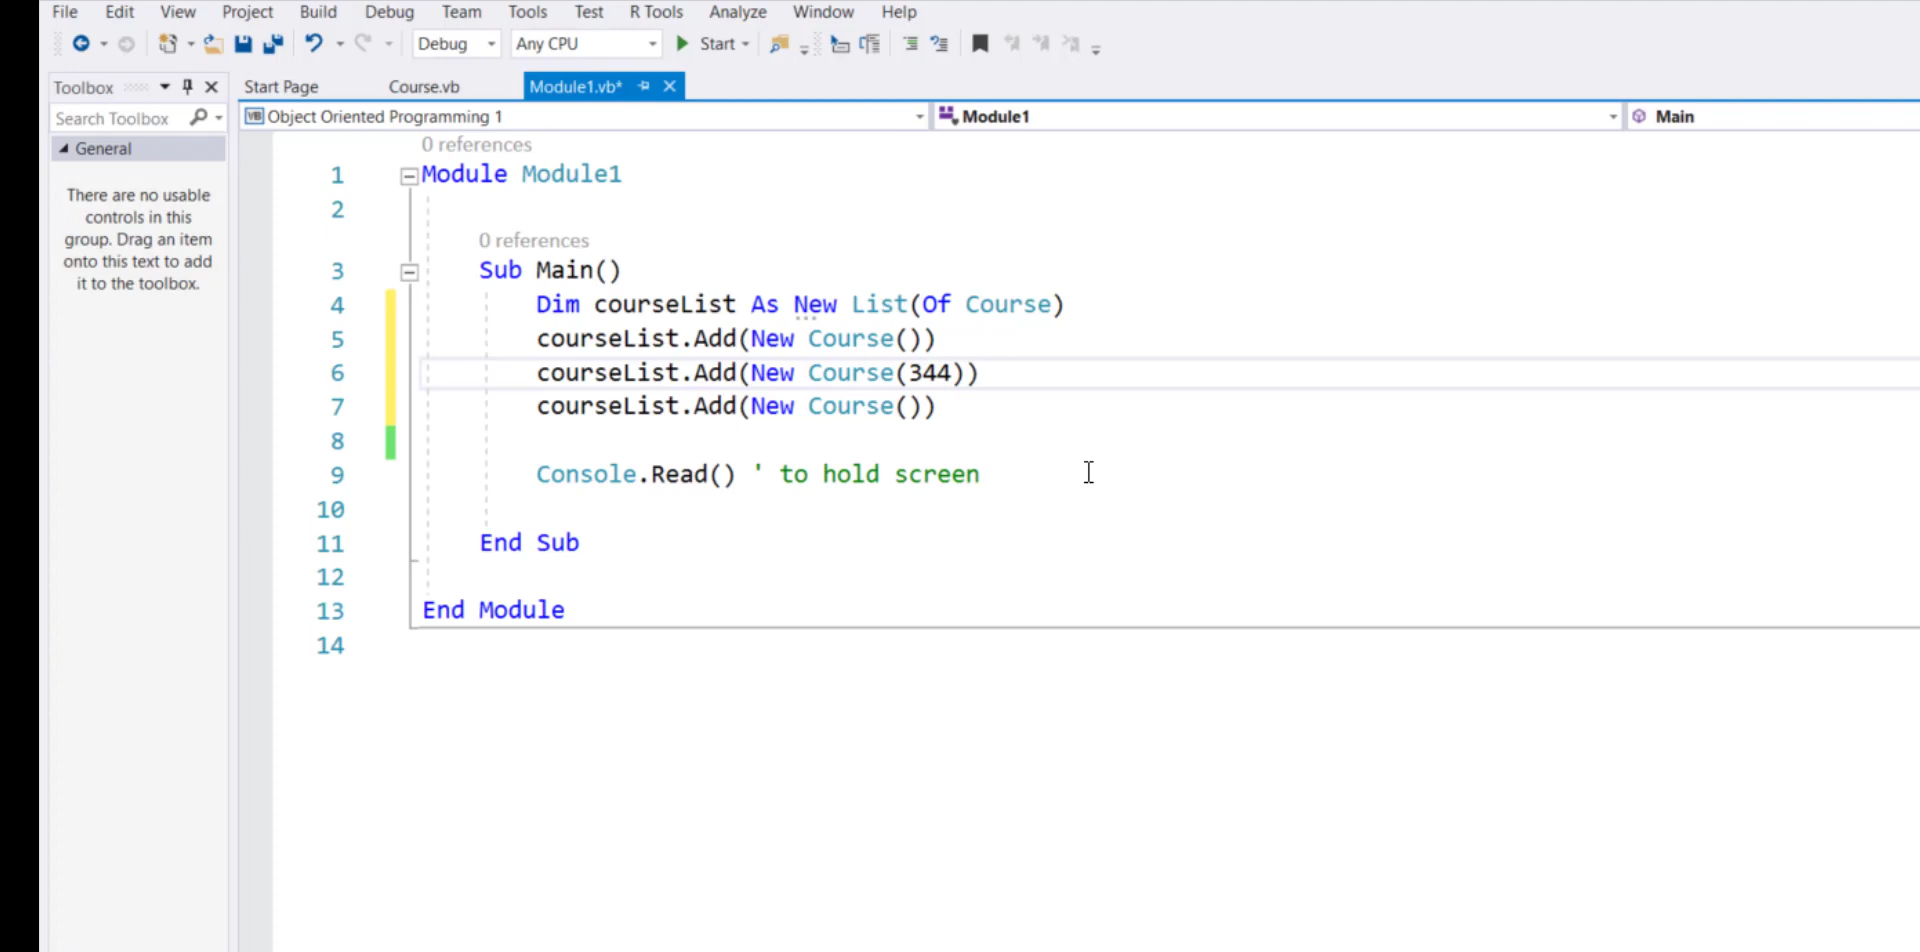 File Edit View Project Build Debug Team Tools Test R Tools Analyze Window Help
Debug Any CPU Start
Toolbox
Start Page Course.vb Module1.vb*
Search Toolbox
VB Object Oriented Programming 1 Module1 Main
General
There are no usable
controls in this
group. Drag an item
onto this text to add
it to the toolbox.
0 references
1 Module Module1
2
0 references
3 Sub Main()
4 Dim courseList As New List(Of Course)
5 courseList.Add(New Course())
6 courseList.Add(New Course(344))
7 courseList.Add(New Course())
8
9 Console.Read() ' to hold screen
10
11 End Sub
12
13 End Module
14